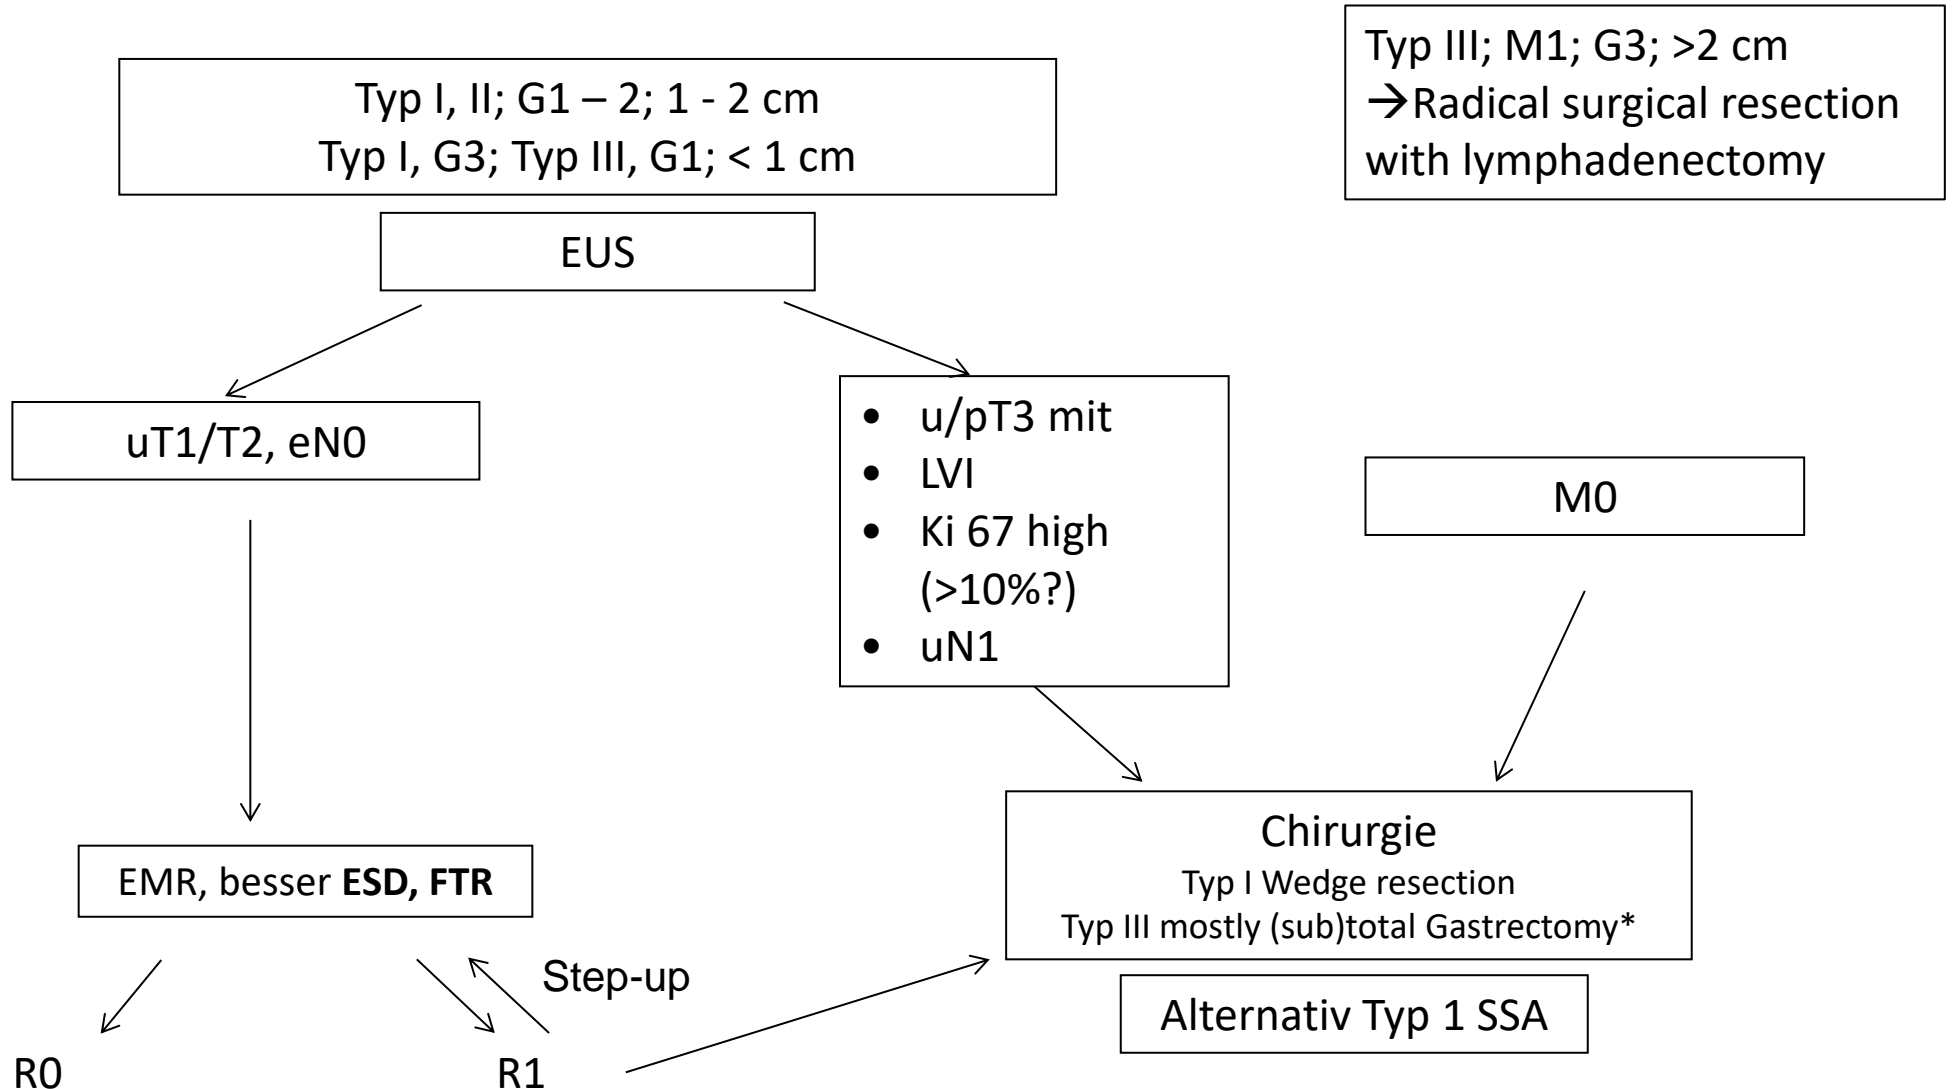 Typ I, II; G1 – 2; 1 - 2 cm
Typ I, G3; Typ III, G1; < 1 cm
Typ III; M1; G3; >2 cm
→Radical surgical resection
with lymphadenectomy
EUS
uT1/T2, eN0
• u/pT3 mit
• LVI
• Ki 67 high
(>10%?)
• uN1
M0
EMR, besser ESD, FTR
Chirurgie
Typ I Wedge resection
Typ III mostly (sub)total Gastrectomy*
Step-up
Alternativ Typ 1 SSA
R0
R1